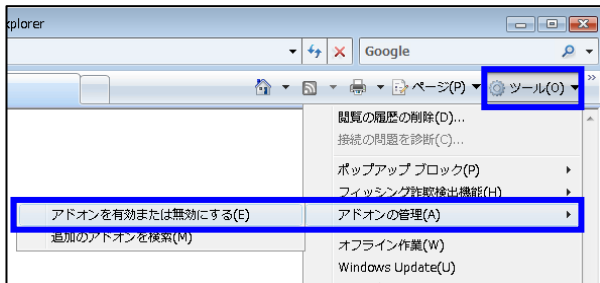 xplorer
Google
ページ(P) ツール(O) »
閲覧の履歴の削除(D)...
接続の問題を診断(C)...
ポップアップ ブロック(P)
フィッシング詐欺検出機能(H)
アドオンを有効または無効にする(E) アドオンの管理(A)
追加のアドオンを検索(M)
オフライン作業(W)
Windows Update(U)